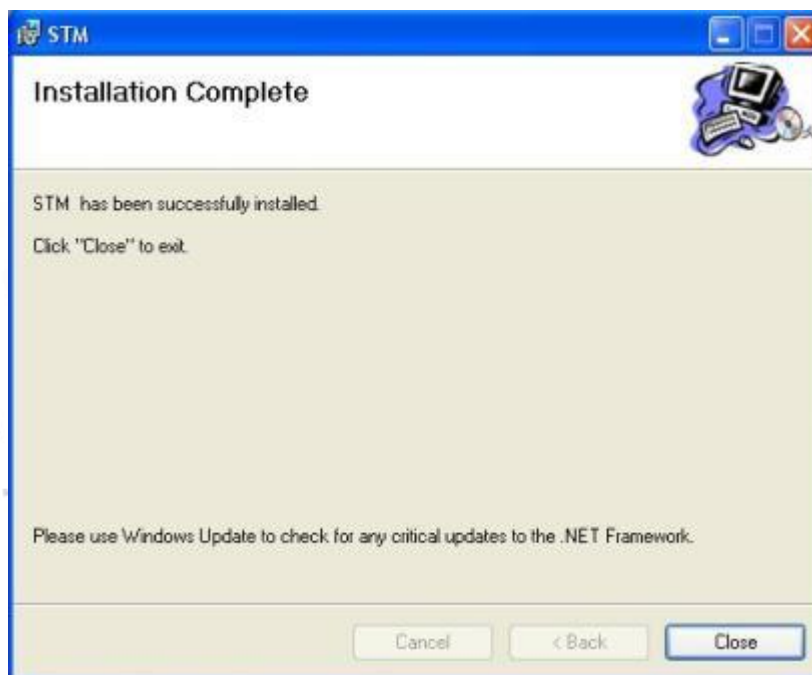 STM
Installation Complete
STM has been successfully installed.
Click "Close" to exit.
Please use Windows Update to check for any critical updates to the .NET Framework.
Cancel
< Back
Close